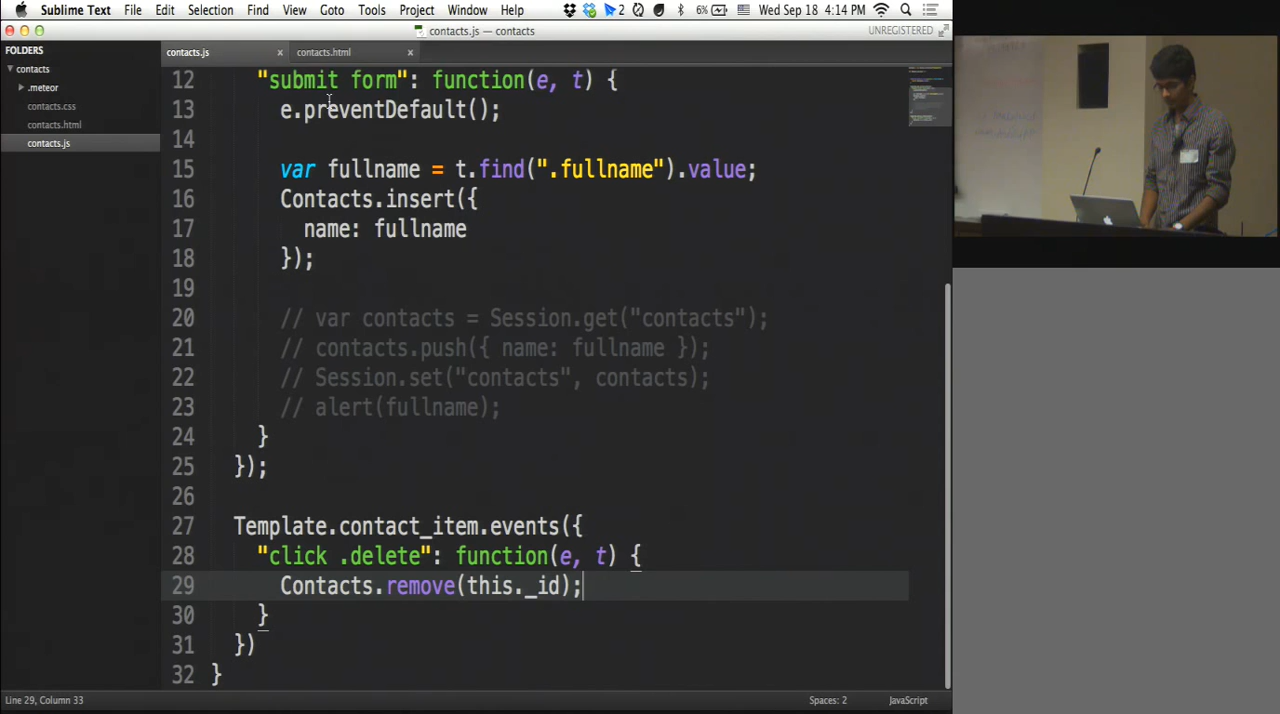 Sublime Text File Edit Selection Find View Goto Tools Project Window Help 2 6% Wed Sep 18 4:14 PM
contacts.js — contacts UNREGISTERED
FOLDERS
contacts
.meteor
contacts.css
contacts.html
contacts.js
contacts.js × contacts.html ×
12 "submit form": function(e, t) {
13 e.preventDefault();
14
15 var fullname = t.find(".fullname").value;
16 Contacts.insert({
17 name: fullname
18 });
19
20 // var contacts = Session.get("contacts");
21 // contacts.push({ name: fullname });
22 // Session.set("contacts", contacts);
23 // alert(fullname);
24 }
25 });
26
27 Template.contact_item.events({
28 "click .delete": function(e, t) {
29 Contacts.remove(this._id);
30 }
31 })
32 }
Line 29, Column 33 Spaces: 2 JavaScript